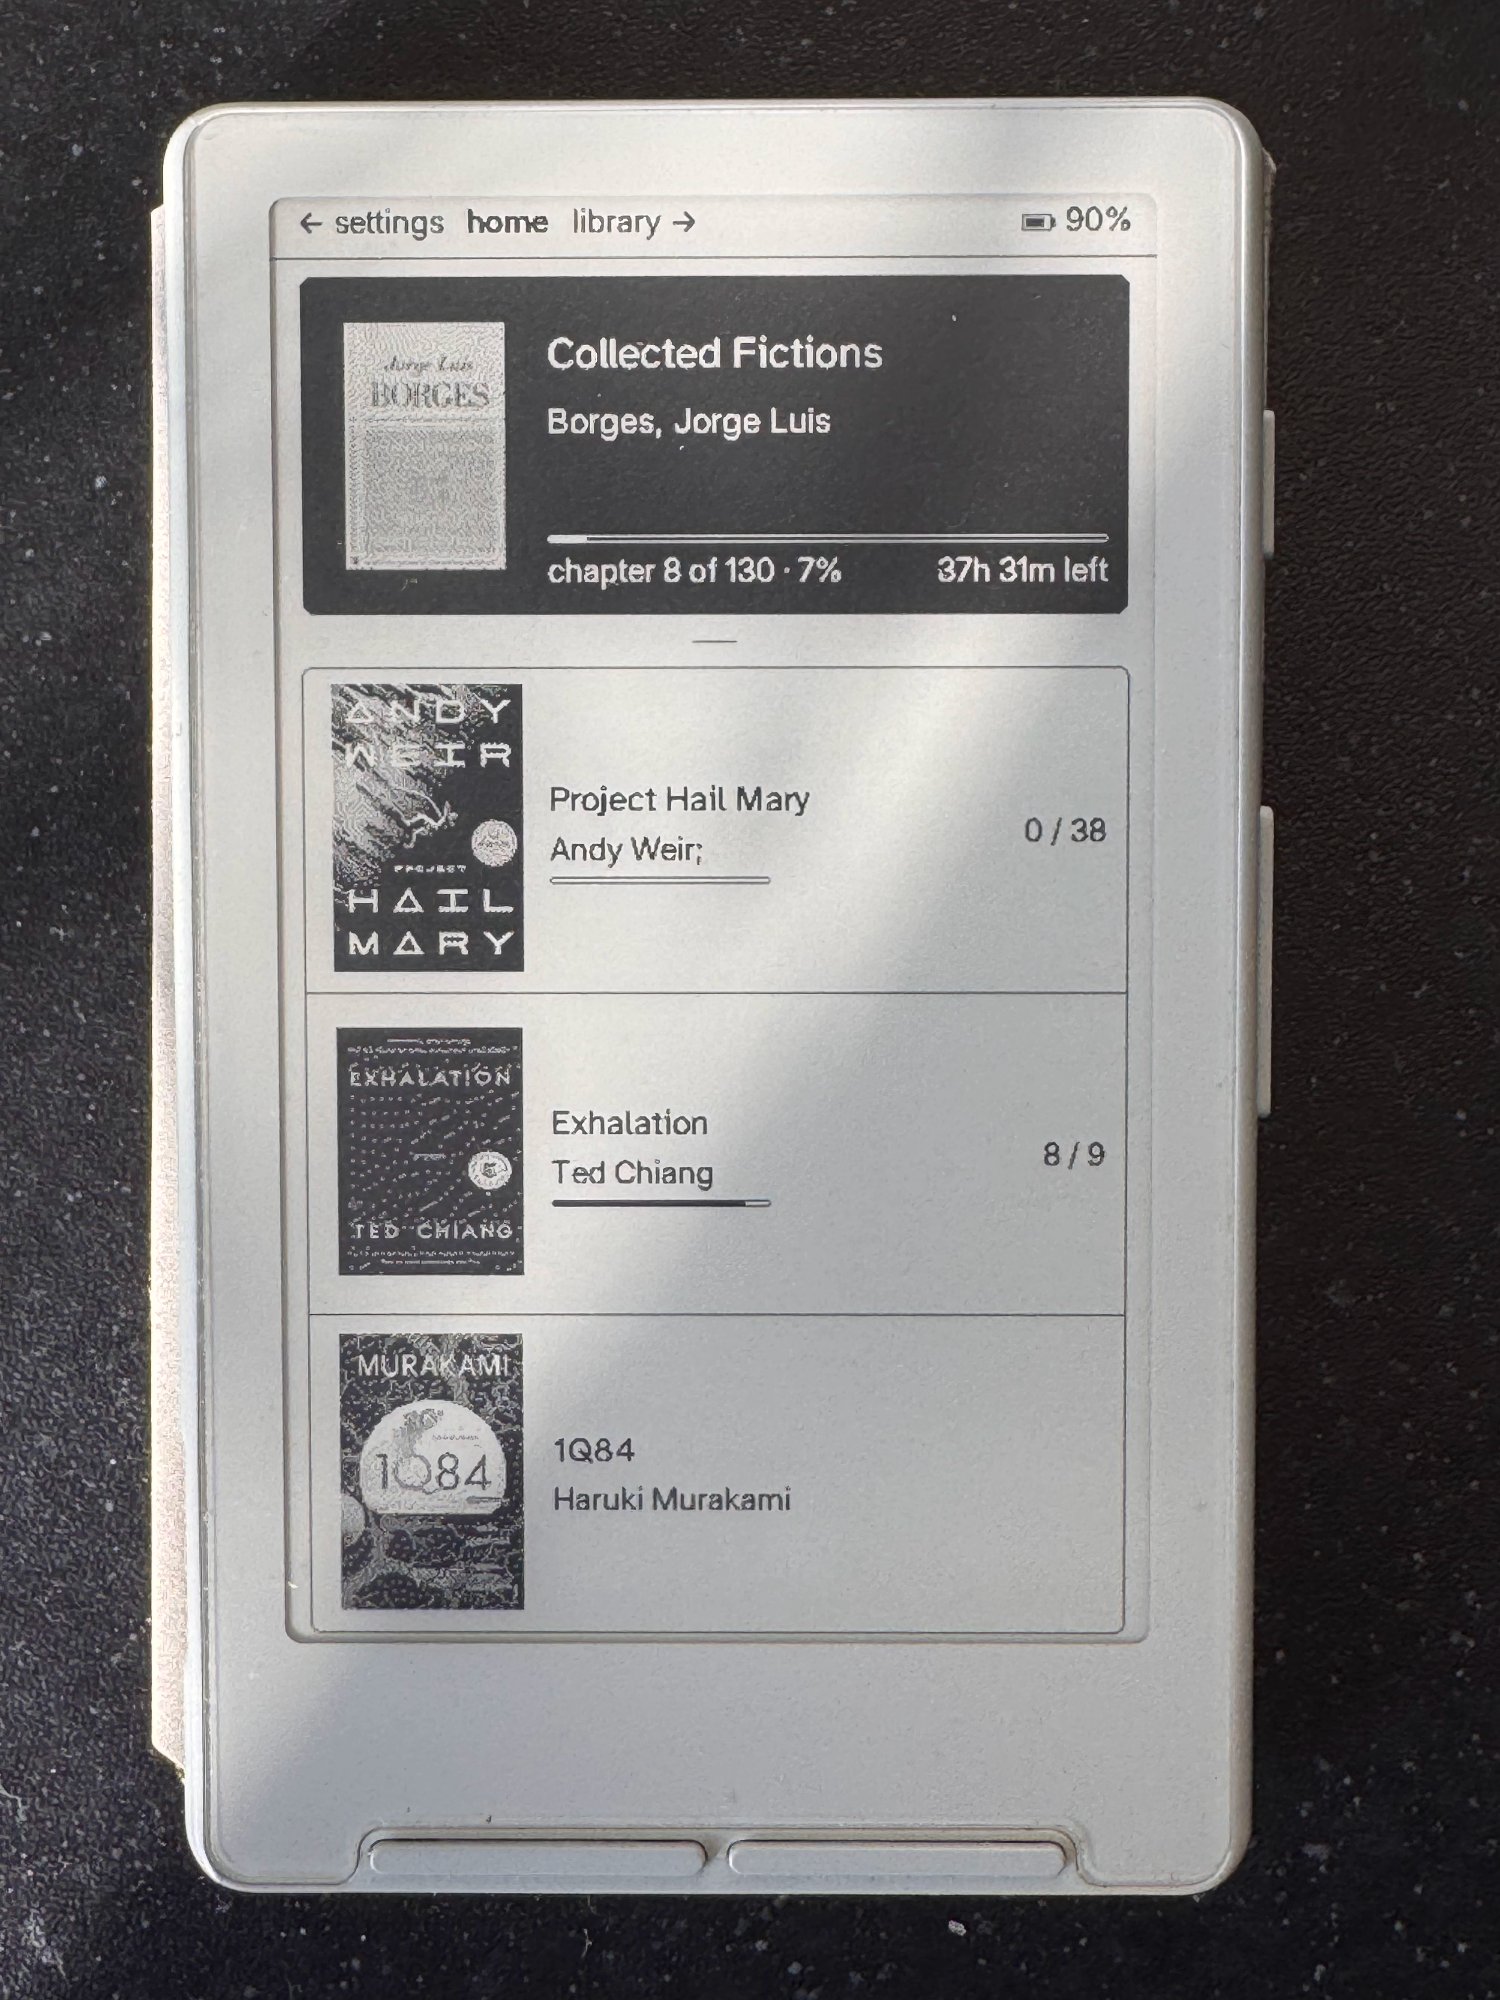 ← settings home library → 90%
Jorge Luis
BORGES
Collected Fictions
Borges, Jorge Luis
chapter 8 of 130 · 7% 37h 31m left
ANDY
WEIR
PROJECT
HAIL
MARY
Project Hail Mary
Andy Weir;
0 / 38
EXHALATION
TED CHIANG
Exhalation
Ted Chiang
8 / 9
MURAKAMI
1Q84
1Q84
Haruki Murakami